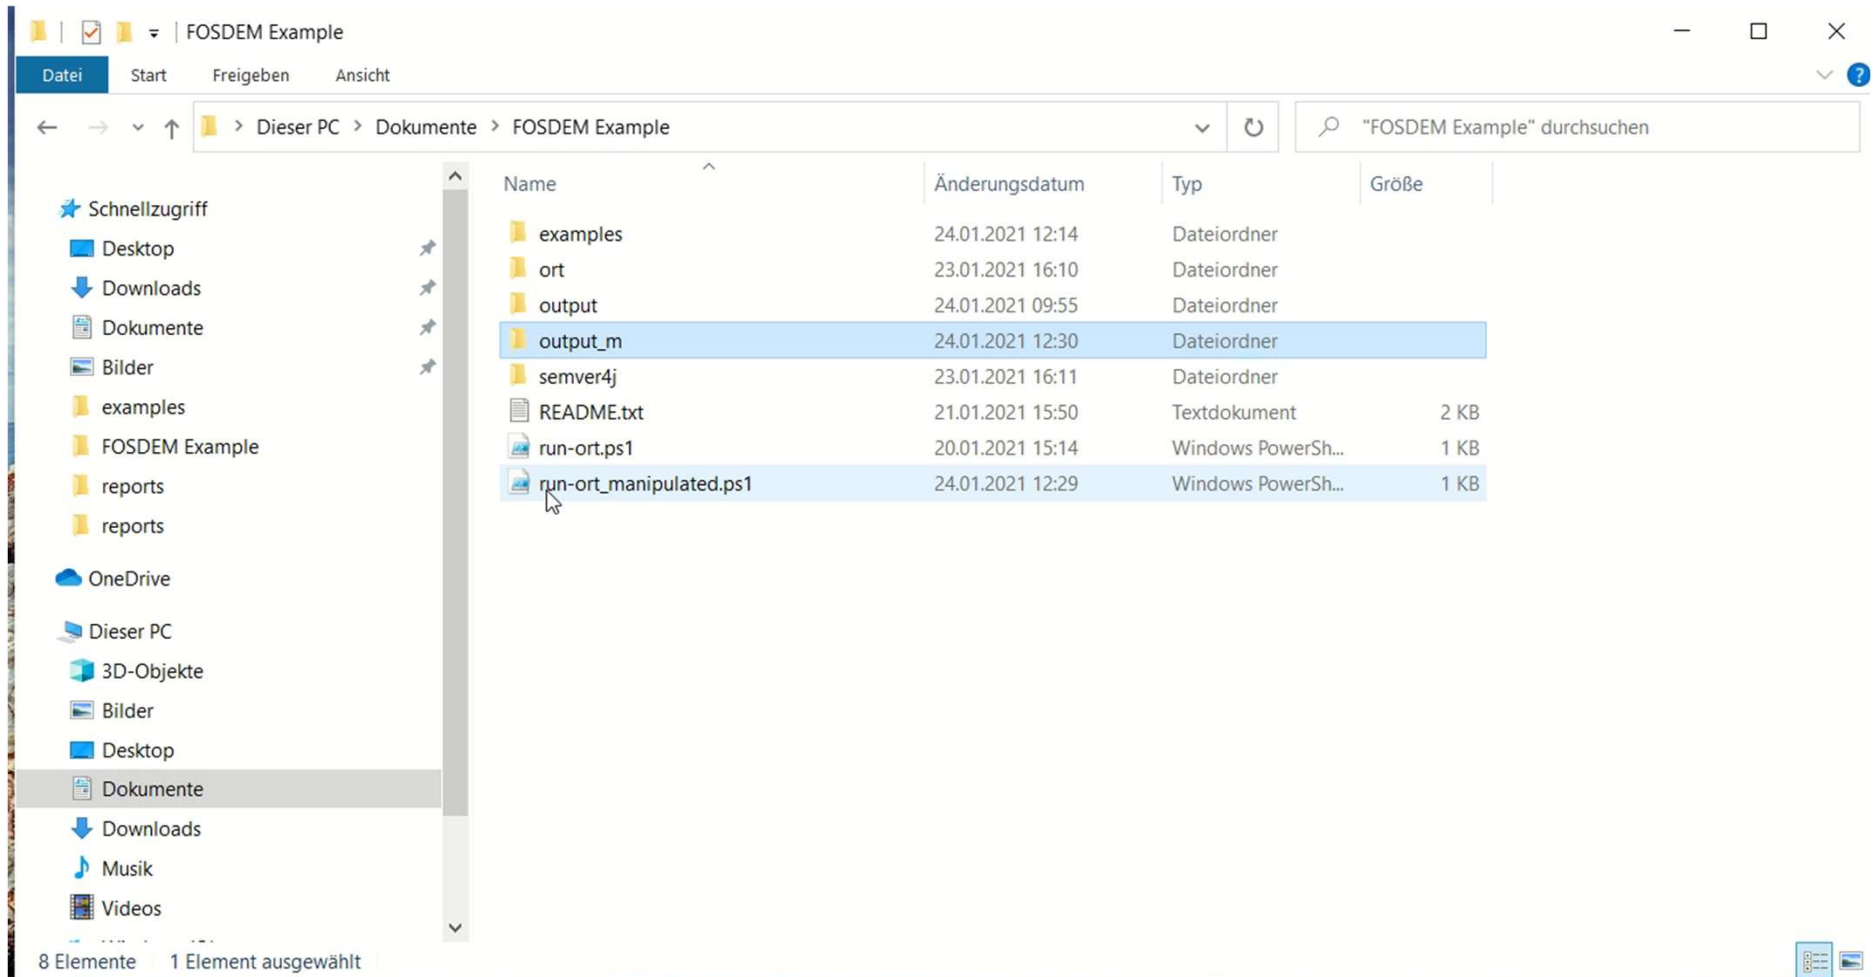 FOSDEM Example
Datei Start Freigeben Ansicht
Dieser PC Dokumente FOSDEM Example "FOSDEM Example" durchsuchen
Name Änderungsdatum Typ Größe
Schnellzugriff
Desktop
Downloads
Dokumente
Bilder
examples
FOSDEM Example
reports
reports
OneDrive
Dieser PC
3D-Objekte
Bilder
Desktop
Dokumente
Downloads
Musik
Videos
examples 24.01.2021 12:14 Dateiordner
ort 23.01.2021 16:10 Dateiordner
output 24.01.2021 09:55 Dateiordner
output_m 24.01.2021 12:30 Dateiordner
semver4j 23.01.2021 16:11 Dateiordner
README.txt 21.01.2021 15:50 Textdokument 2 KB
run-ort.ps1 20.01.2021 15:14 Windows PowerSh... 1 KB
run-ort_manipulated.ps1 24.01.2021 12:29 Windows PowerSh... 1 KB
8 Elemente 1 Element ausgewählt